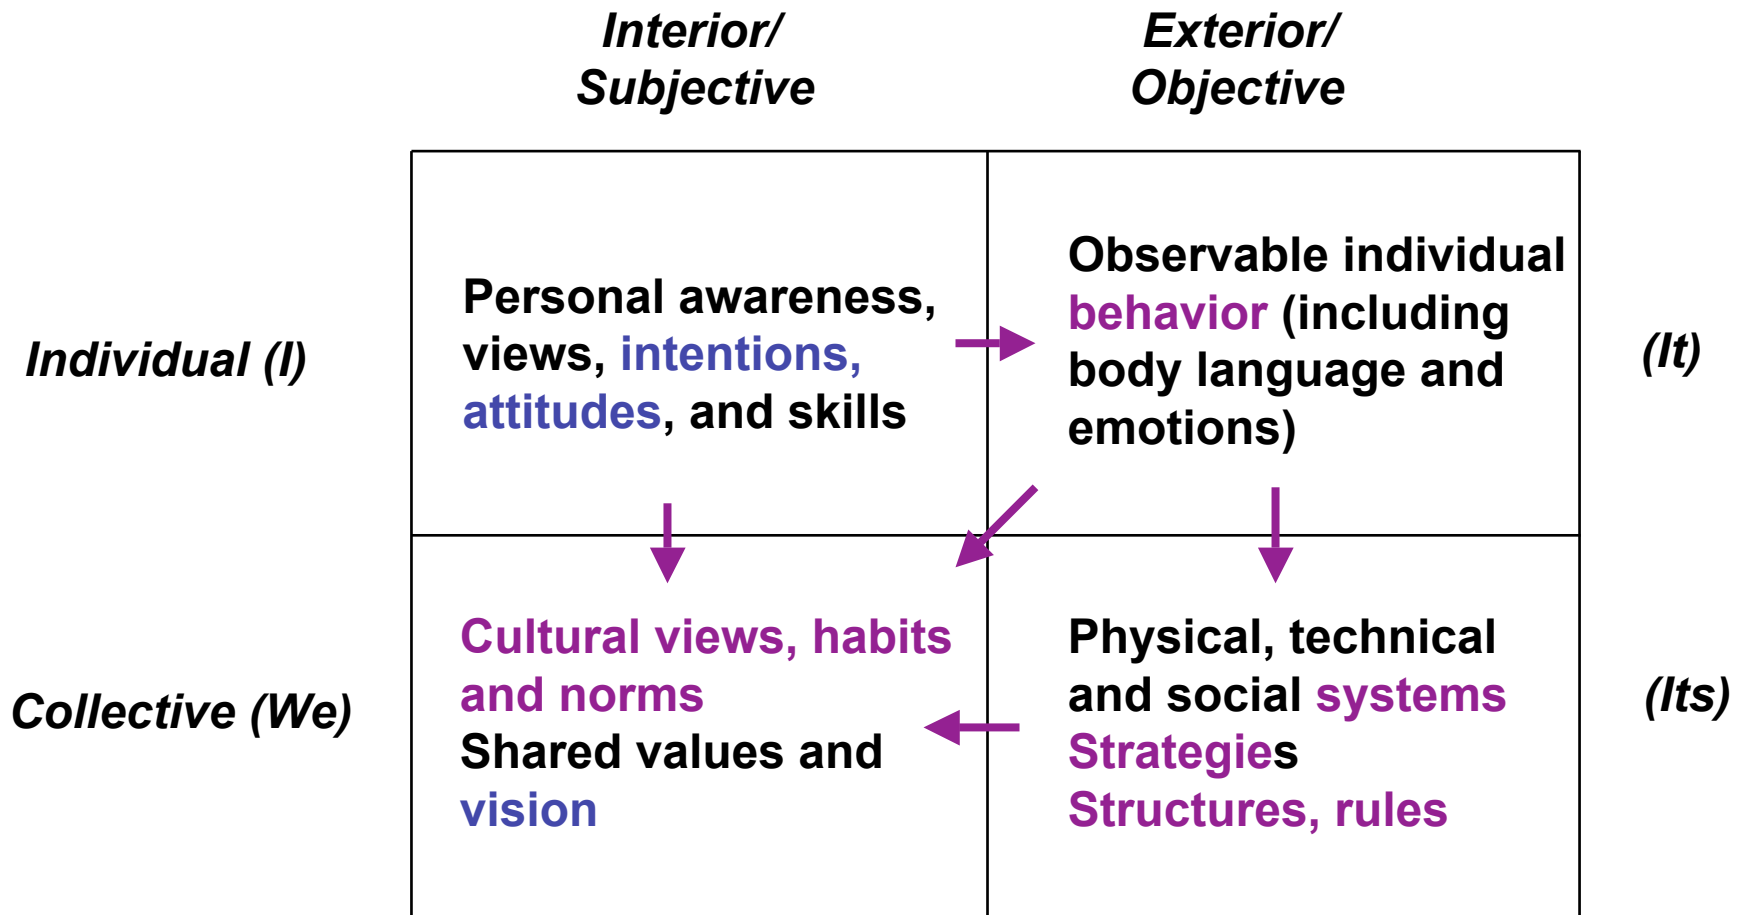 Interior/
Subjective
Exterior/
Objective
Individual (I)
Personal awareness,
views, intentions,
attitudes, and skills
Observable individual
behavior (including
body language and
emotions)
(It)
Collective (We)
Cultural views, habits
and norms
Shared values and
vision
Physical, technical
and social systems
Strategies
Structures, rules
(Its)